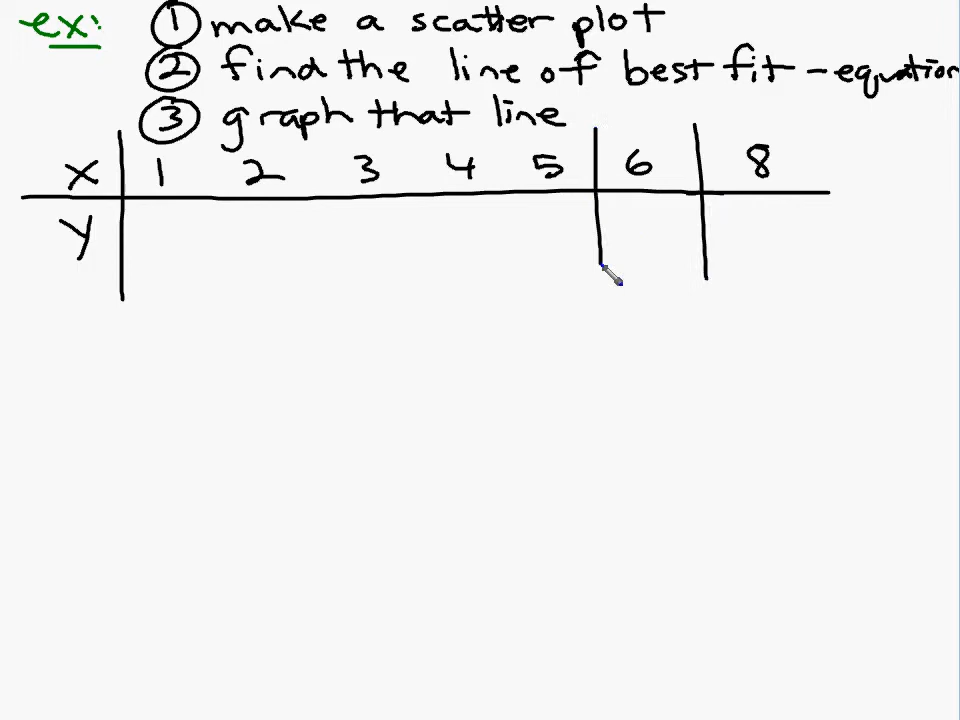 ex: ① make a scatter plot
② find the line of best fit - equation
③ graph that line
x 1 2 3 4 5 6 8
y